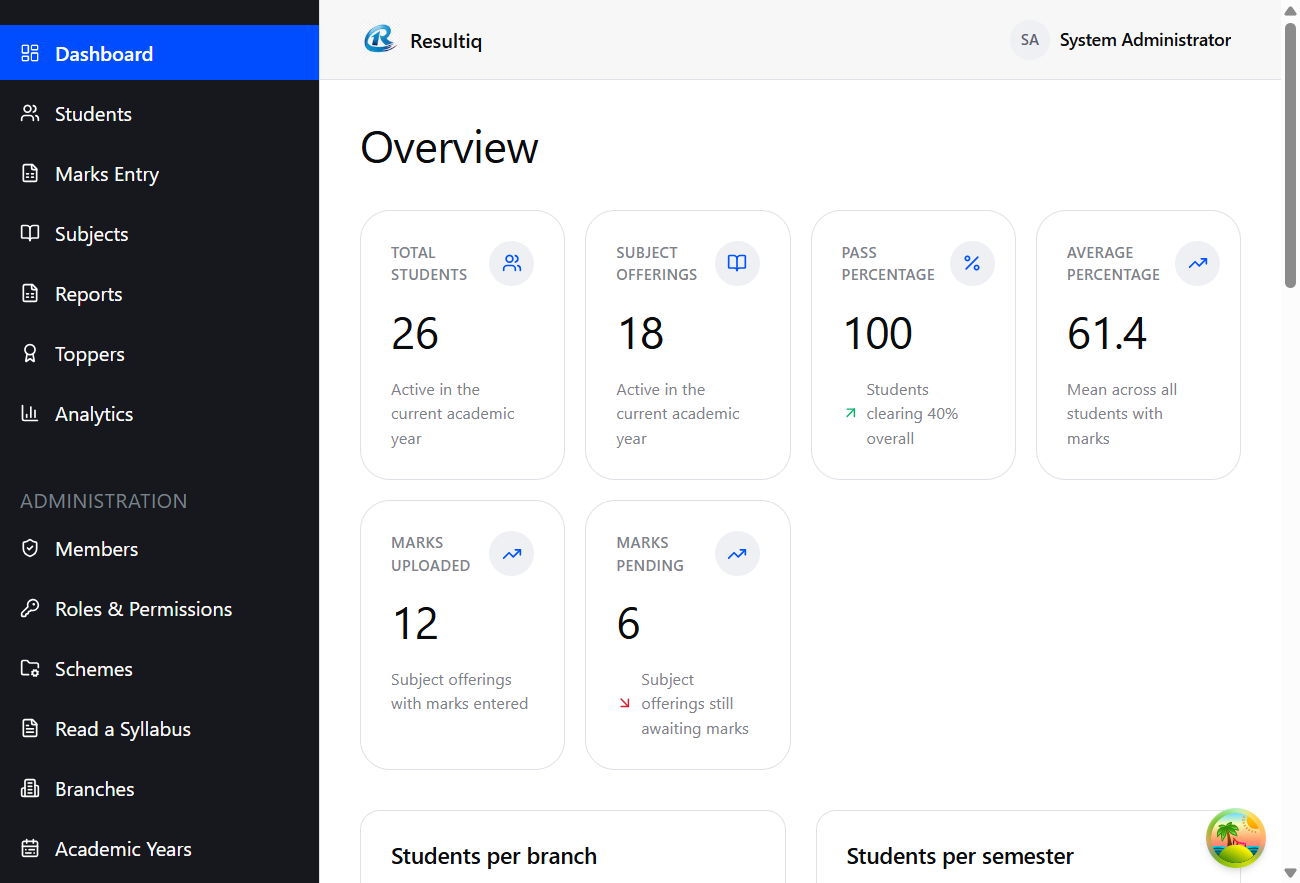 Dashboard
Students
Marks Entry
Subjects
Reports
Toppers
Analytics
ADMINISTRATION
Members
Roles & Permissions
Schemes
Read a Syllabus
Branches
Academic Years
Resultiq
SA
System Administrator
Overview
TOTAL
STUDENTS
26
Active in the
current academic
year
SUBJECT
OFFERINGS
18
Active in the
current academic
year
PASS
PERCENTAGE
100
Students
clearing 40%
overall
AVERAGE
PERCENTAGE
61.4
Mean across all
students with
marks
MARKS
UPLOADED
12
Subject offerings
with marks entered
MARKS
PENDING
6
Subject
offerings still
awaiting marks
Students per branch
Students per semester